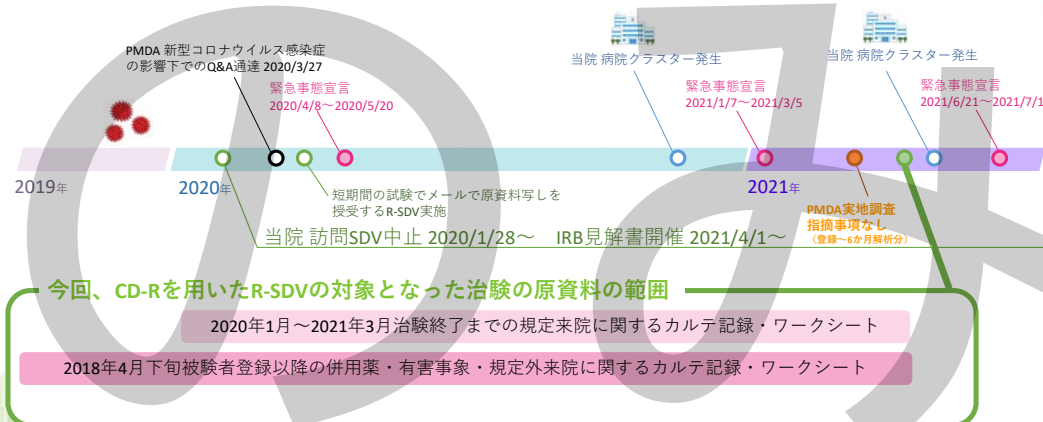 PMDA 新型コロナウイルス感染症
の影響下でのQ&A通達 2020/3/27
緊急事態宣言
2020/4/8~2020/5/20
当院 病院クラスター発生
緊急事態宣言
2021/1/7~2021/3/5
当院 病院クラスター発生
緊急事態宣言
2021/6/21~2021/7/1
2019年
2020年
2021年
短期間の試験でメールで原資料写しを
授受するR-SDV実施
PMDA実地調査
指摘事項なし
(登録~6か月解析分)
当院 訪問SDV中止 2020/1/28~ IRB見解書開催 2021/4/1~
今回、CD-Rを用いたR-SDVの対象となった治験の原資料の範囲
2020年1月~2021年3月治験終了までの規定来院に関するカルテ記録・ワークシート
2018年4月下旬被験者登録以降の併用薬・有害事象・規定外来院に関するカルテ記録・ワークシート